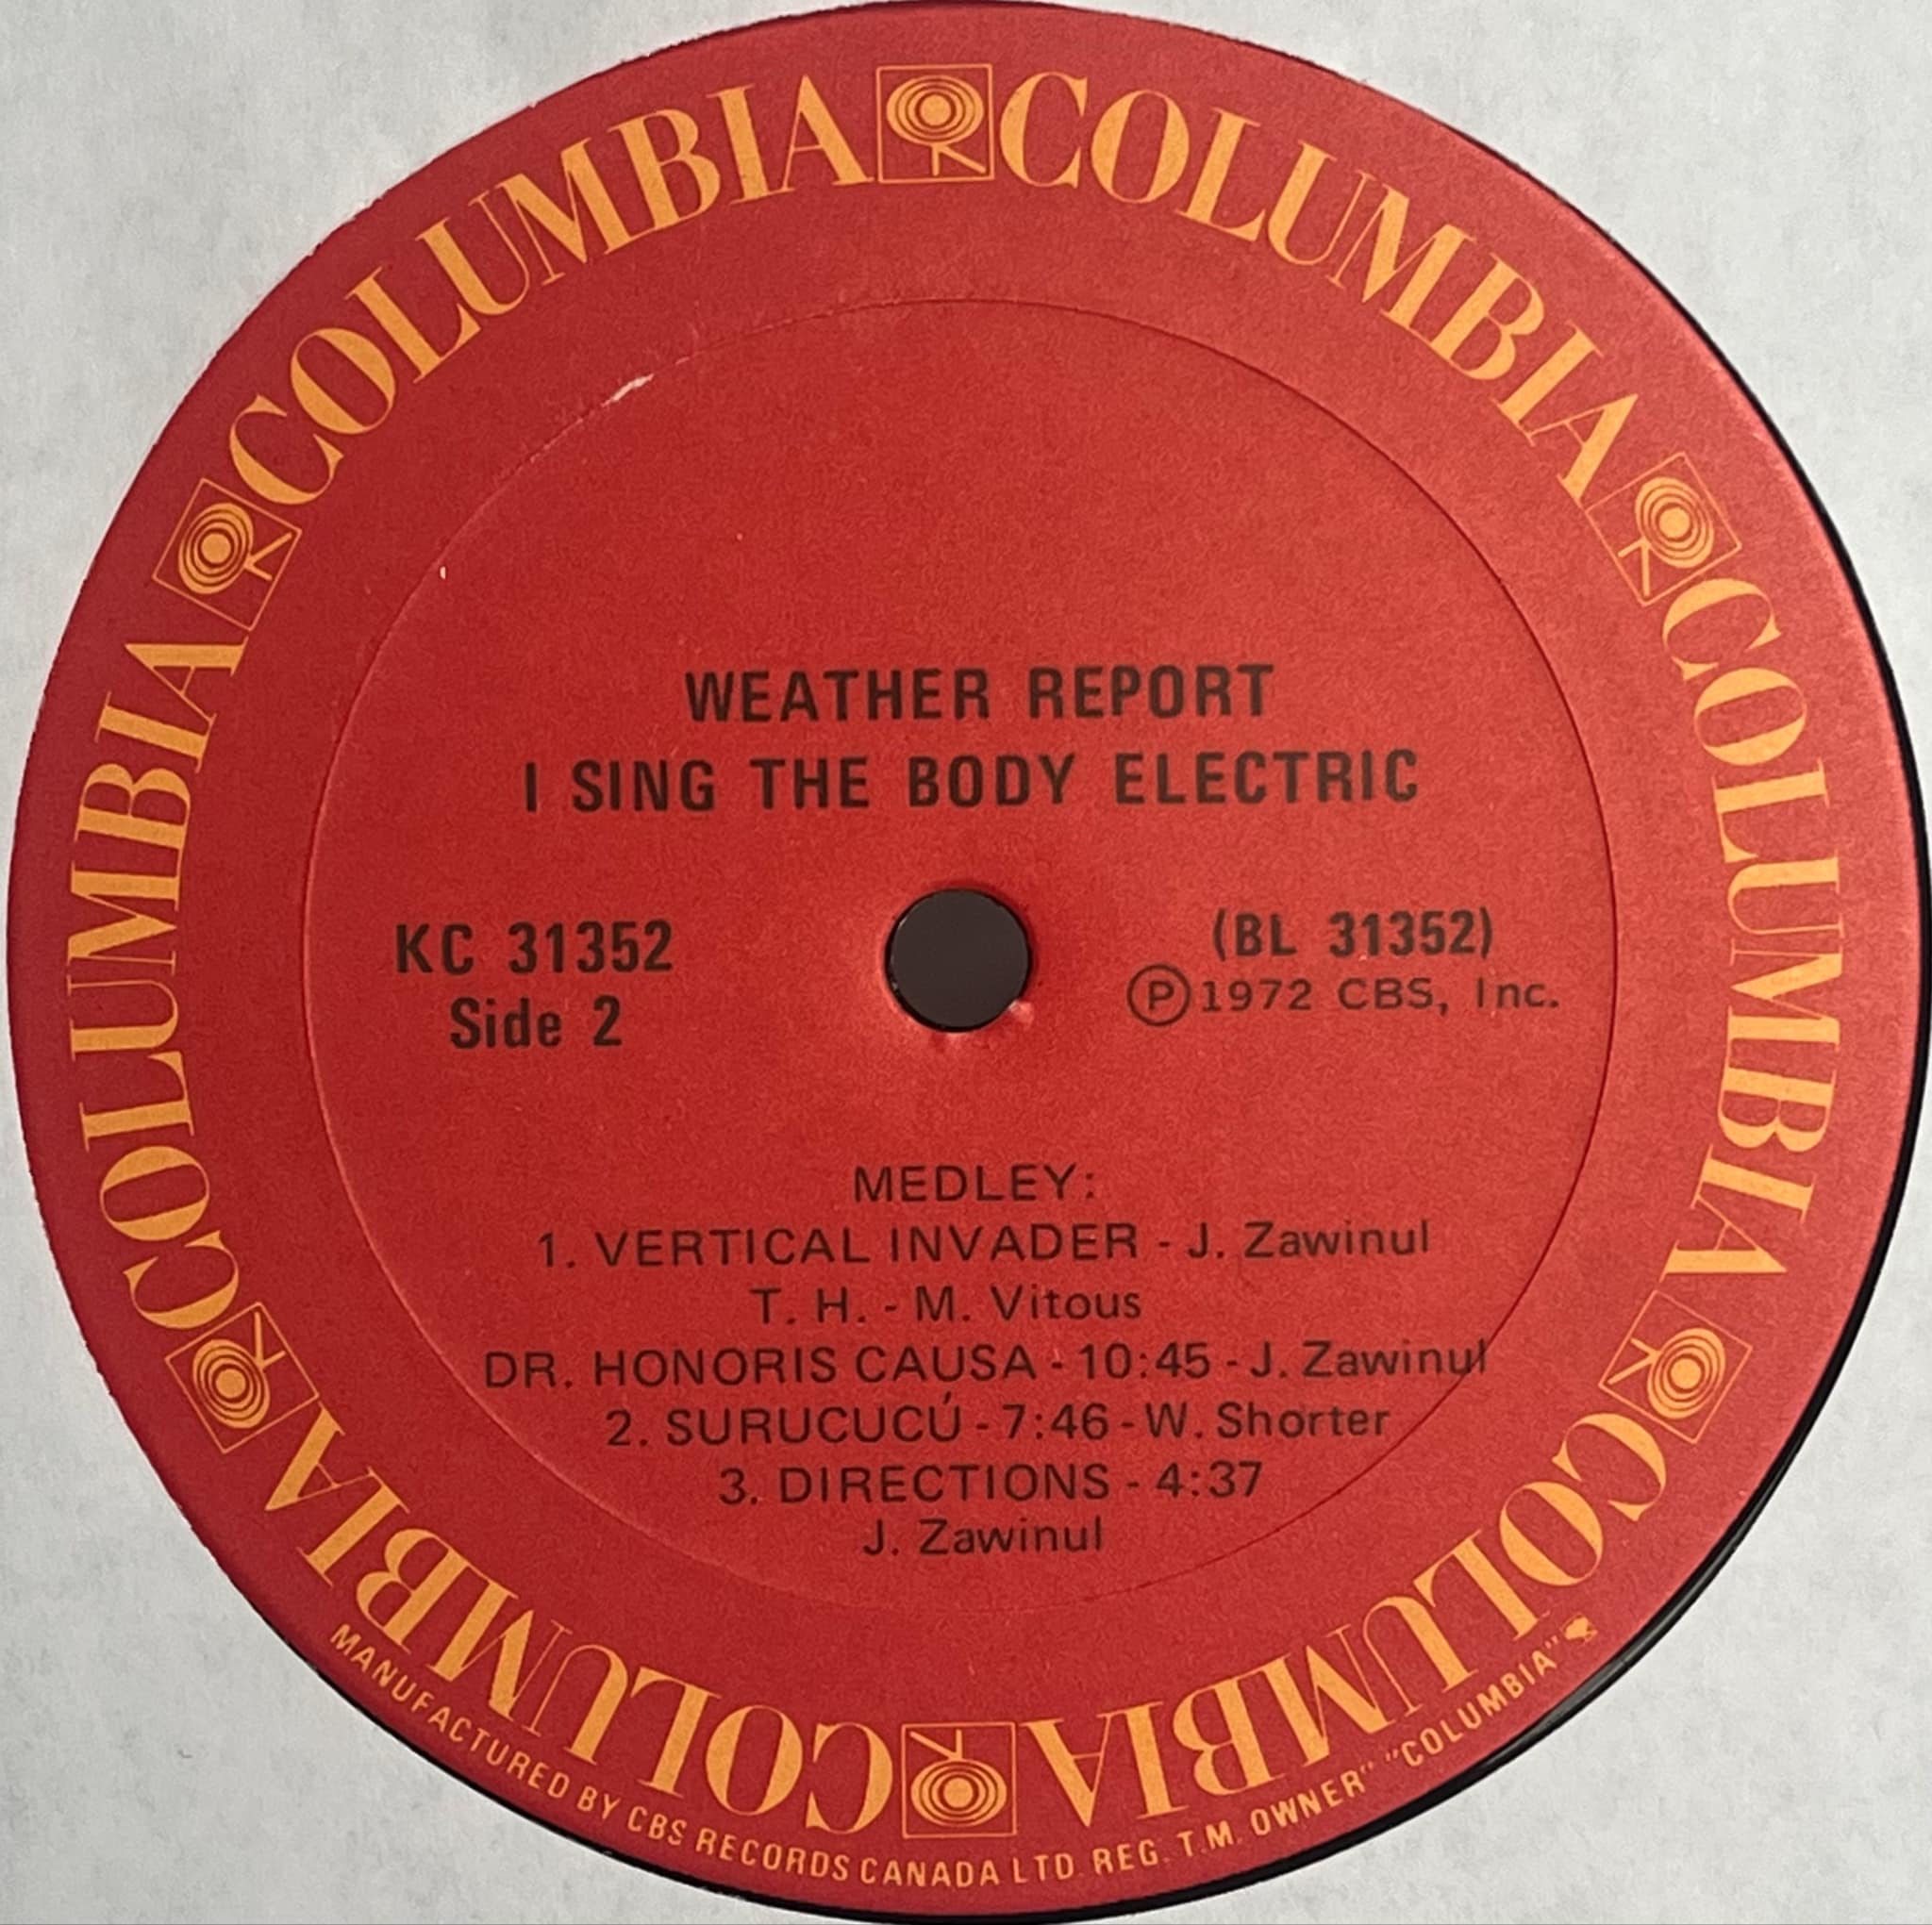 COLUMBIA COLUMBIA COLUMBIA COLUMBIA COLUMBIA COLUMBIA
WEATHER REPORT
I SING THE BODY ELECTRIC
KC 31352
Side 2
(BL 31352)
Ⓟ1972 CBS, Inc.
MEDLEY:
1. VERTICAL INVADER - J. Zawinul
T. H. - M. Vitous
DR. HONORIS CAUSA - 10:45 - J. Zawinul
2. SURUCUCÚ - 7:46 - W. Shorter
3. DIRECTIONS - 4:37
J. Zawinul
MANUFACTURED BY CBS RECORDS CANADA LTD. REG. T.M. OWNER" "COLUMBIA"